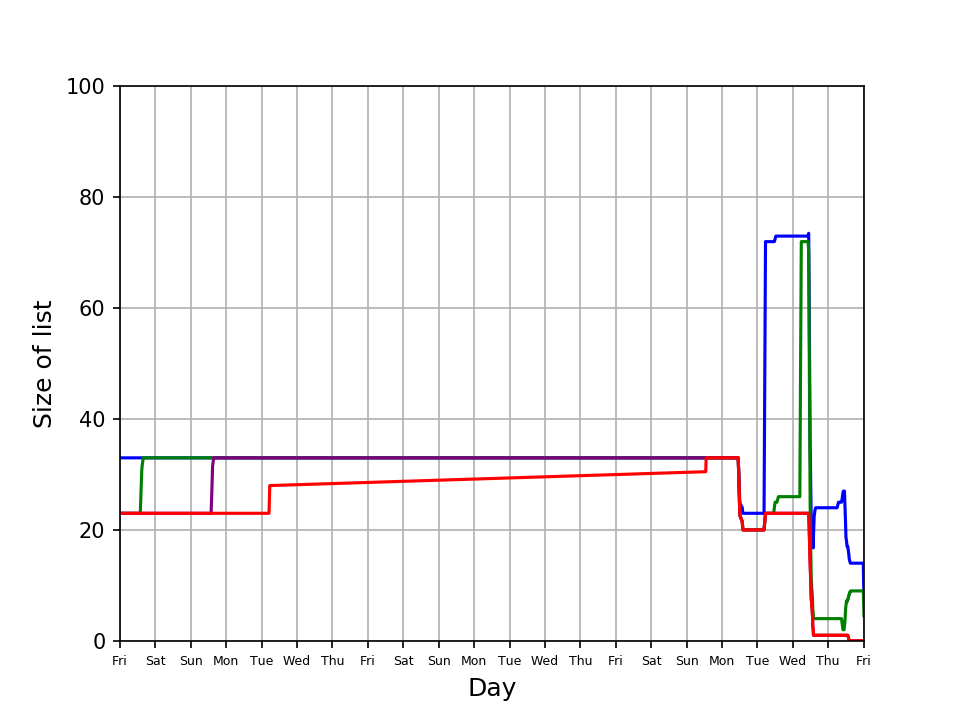 100
80
60
40
20
0
Size of list
Fri Sat Sun Mon Tue Wed Thu Fri Sat Sun Mon Tue Wed Thu Fri Sat Sun Mon Tue Wed Thu Fri
Day